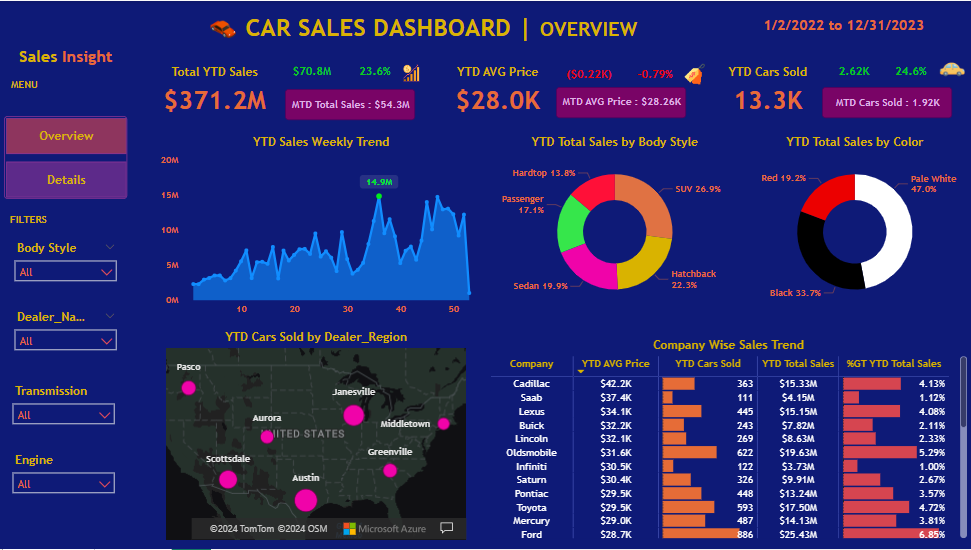 CAR SALES DASHBOARD | OVERVIEW
1/2/2022 to 12/31/2023
Sales Insight
MENU
Overview
Details
FILTERS
Body Style
All
Dealer_Na...
All
Transmission
All
Engine
All
Total YTD Sales
$70.8M 23.6%
$371.2M
MTD Total Sales : $54.3M
YTD AVG Price
($0.22K) -0.79%
$28.0K
MTD AVG Price : $28.26K
YTD Cars Sold
2.62K 24.6%
13.3K
MTD Cars Sold : 1.92K
YTD Sales Weekly Trend
20M
15M
10M
5M
0M
14.9M
10 20 30 40 50
YTD Total Sales by Body Style
Hardtop 13.8%
SUV 26.9%
Passenger
17.1%
Sedan 19.9%
Hatchback
22.3%
YTD Total Sales by Color
Red 19.2%
Pale White
47.0%
Black 33.7%
YTD Cars Sold by Dealer_Region
Pasco
Janesville
Aurora
Middletown
UNITED STATES
Greenville
Scottsdale
Austin
©2024 TomTom ©2024 OSM Microsoft Azure
Company Wise Sales Trend
Company YTD AVG Price YTD Cars Sold YTD Total Sales %GT YTD Total Sales
Cadillac $42.2K 363 $15.33M 4.13%
Saab $37.4K 111 $4.15M 1.12%
Lexus $34.1K 445 $15.15M 4.08%
Buick $32.2K 243 $7.82M 2.11%
Lincoln $32.1K 269 $8.63M 2.33%
Oldsmobile $31.6K 622 $19.63M 5.29%
Infiniti $30.5K 122 $3.73M 1.00%
Saturn $30.4K 326 $9.91M 2.67%
Pontiac $29.5K 448 $13.24M 3.57%
Toyota $29.5K 593 $17.50M 4.72%
Mercury $29.0K 487 $14.13M 3.81%
Ford $28.7K 886 $25.43M 6.85%